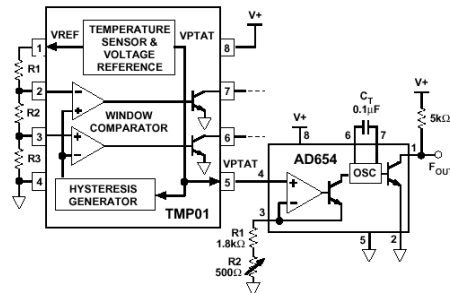 TEMPERATURE
SENSOR &
VOLTAGE
REFERENCE
VREF
VPTAT
V+
1
8
R1
2
7
R2
WINDOW
COMPARATOR
3
6
R3
VPTAT
4
5
HYSTERESIS
GENERATOR
TMP01
V+
8
CT
0.1μF
6
7
V+
5kΩ
AD654
OSC
4
1
FOUT
3
R1
1.8kΩ
R2
500Ω
5
2